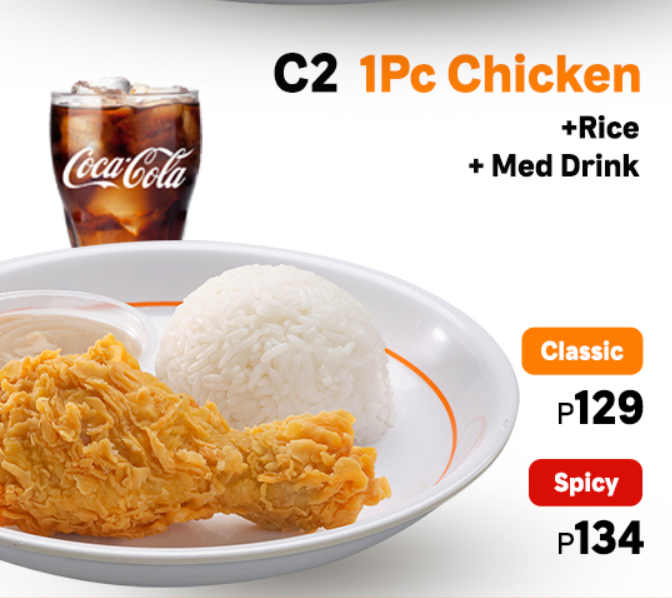 C2 1Pc Chicken
+Rice
+ Med Drink
Coca-Cola
Classic
P129
Spicy
P134